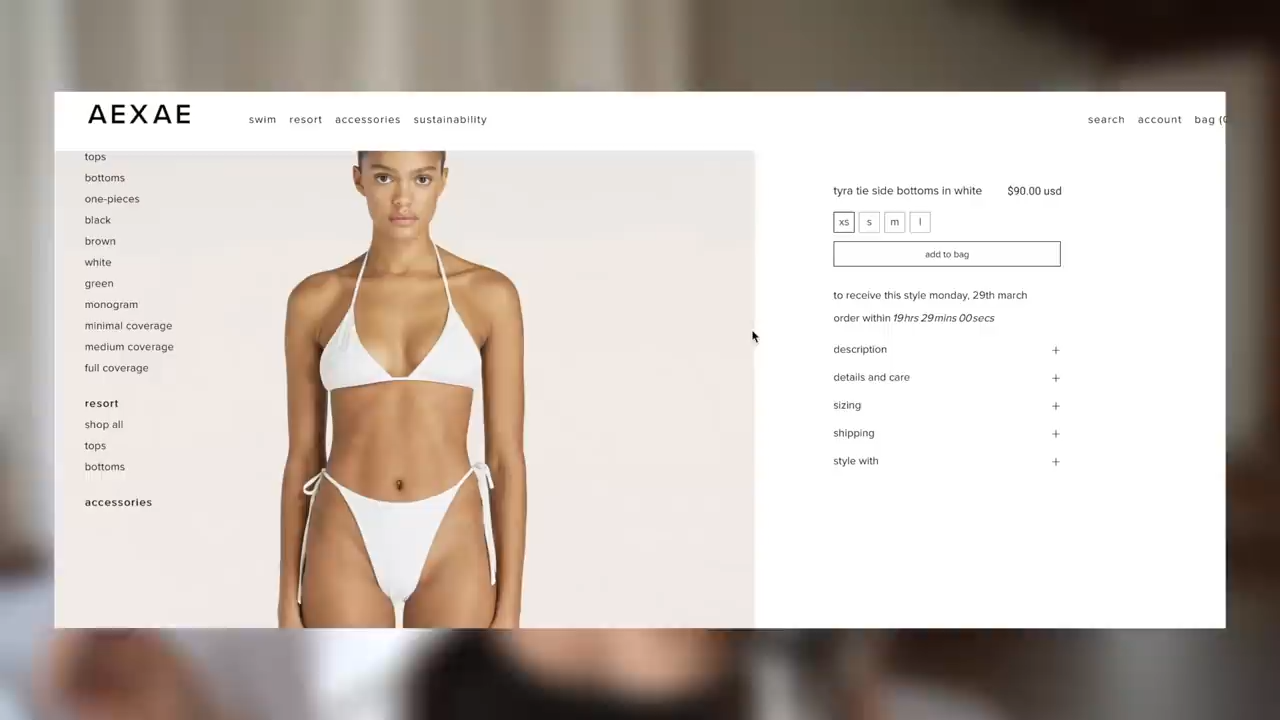 AEXAE
swim resort accessories sustainability
search account bag (0
tops
bottoms
one-pieces
black
brown
white
green
monogram
minimal coverage
medium coverage
full coverage
resort
shop all
tops
bottoms
accessories
tyra tie side bottoms in white $90.00 usd
xs s m l
add to bag
to receive this style monday, 29th march
order within 19hrs 29mins 00secs
description +
details and care +
sizing +
shipping +
style with +